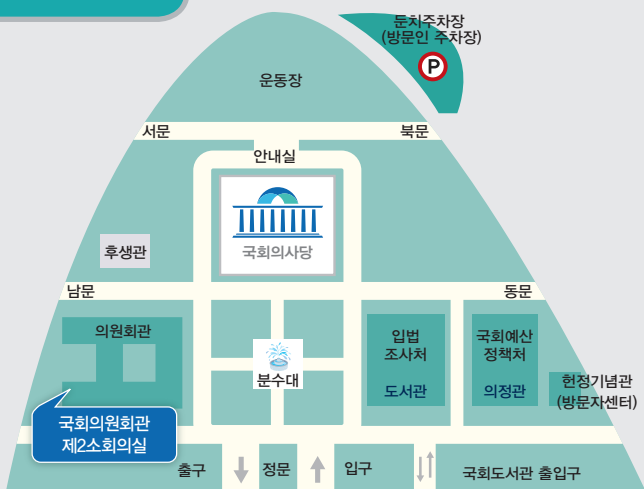 둔치주차장
(방문인 주차장)
P
운동장
서문
북문
안내실
국회의사당
후생관
남문
동문
의원회관
입법
조사처
도서관
국회예산
정책처
의정관
분수대
헌정기념관
(방문자센터)
국회의원회관
제2소회의실
출구
정문
입구
국회도서관 출입구